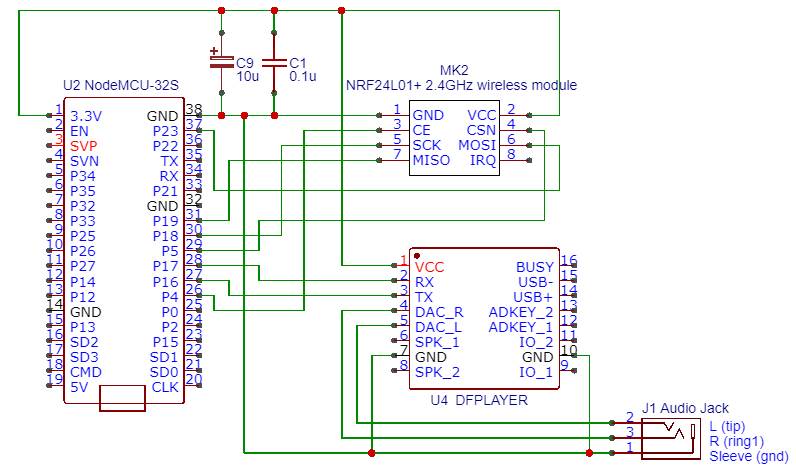 C9
10u
C1
0.1u
U2 NodeMCU-32S
1 3.3V GND 38
2 EN P23 37
3 SVP P22 36
4 SVN TX 35
5 P34 RX 34
6 P35 P21 33
7 P32 GND 32
8 P33 P19 31
9 P25 P18 30
10 P26 P5 29
11 P27 P17 28
12 P14 P16 27
13 P12 P4 26
14 GND P0 25
15 P13 P2 24
16 SD2 P15 23
17 SD3 SD1 22
18 CMD SD0 21
19 5V CLK 20
MK2
NRF24L01+ 2.4GHz wireless module
1 GND VCC 2
3 CE CSN 4
5 SCK MOSI 6
7 MISO IRQ 8
1 VCC BUSY 16
2 RX USB- 15
3 TX USB+ 14
4 DAC_R ADKEY_2 13
5 DAC_L ADKEY_1 12
6 SPK_1 IO_2 11
7 GND GND 10
8 SPK_2 IO_1 9
U4 DFPLAYER
J1 Audio Jack
2 L (tip)
3 R (ring1)
1 Sleeve (gnd)